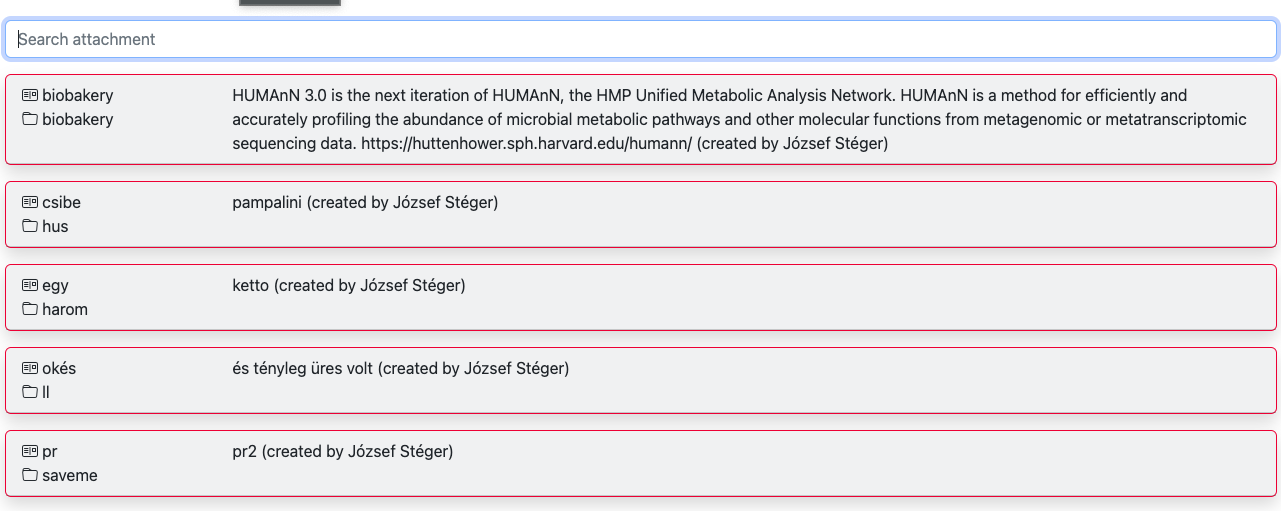 Search attachment
biobakery
biobakery
HUMAnN 3.0 is the next iteration of HUMAnN, the HMP Unified Metabolic Analysis Network. HUMAnN is a method for efficiently and
accurately profiling the abundance of microbial metabolic pathways and other molecular functions from metagenomic or metatranscriptomic
sequencing data. https://huttenhower.sph.harvard.edu/humann/ (created by József Stéger)
csibe
hus
pampalini (created by József Stéger)
egy
harom
ketto (created by József Stéger)
okés
ll
és tényleg üres volt (created by József Stéger)
pr
saveme
pr2 (created by József Stéger)